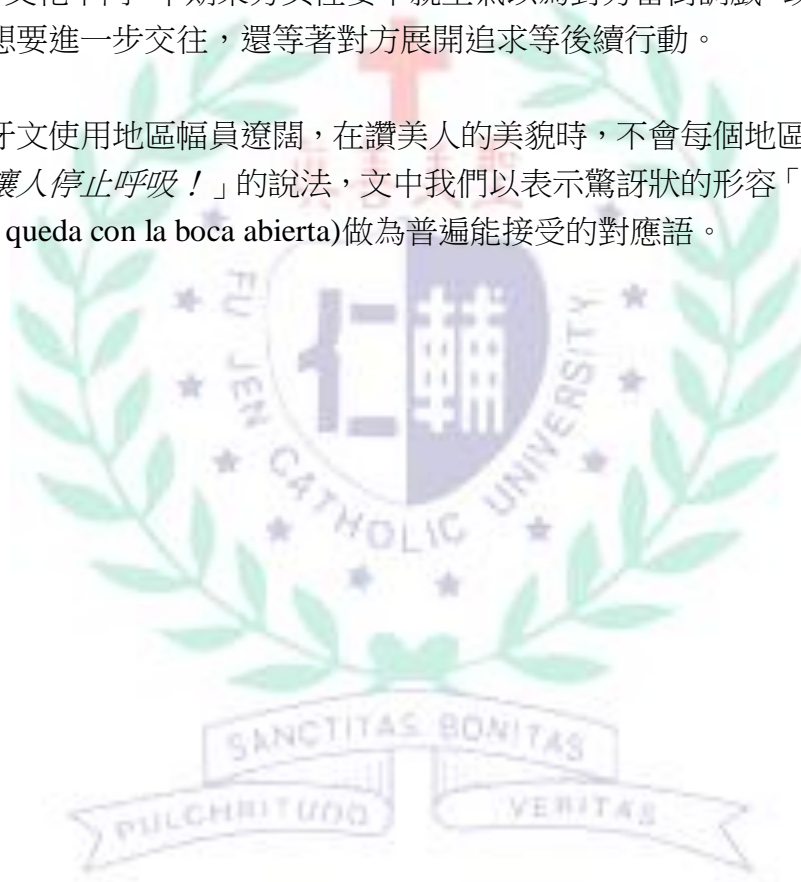 想要進一步交往，還等著對方展開追求等後續行動。
牙文使用地區幅員遼闊，在讚美人的美貌時，不會每個地區
讓人停止呼吸！」的說法，文中我們以表示驚訝狀的形容「
queda con la boca abierta)做為普遍能接受的對應語。
FU JEN CATHOLIC UNIVERSITY
仁輔
SANCTITAS BONITAS
PULCHRITUDO VERITAS